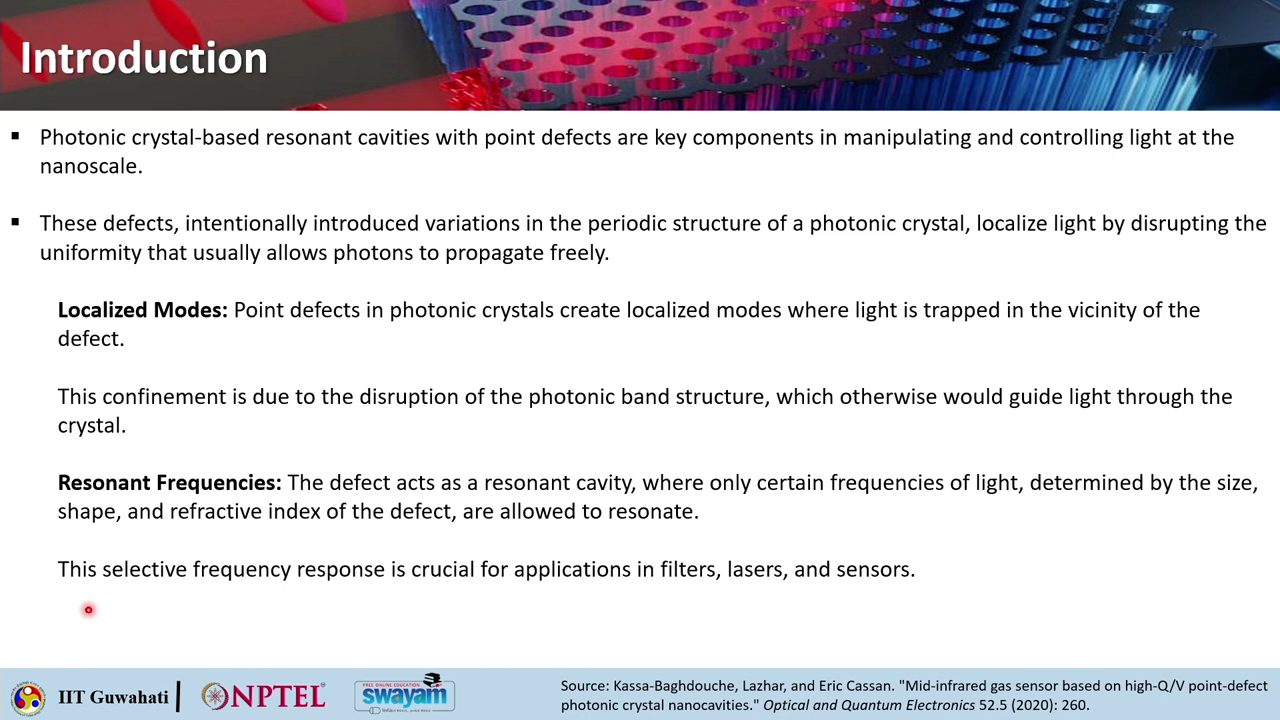 Introduction
▪ Photonic crystal-based resonant cavities with point defects are key components in manipulating and controlling light at the
nanoscale.
▪ These defects, intentionally introduced variations in the periodic structure of a photonic crystal, localize light by disrupting the
uniformity that usually allows photons to propagate freely.
Localized Modes: Point defects in photonic crystals create localized modes where light is trapped in the vicinity of the
defect.
This confinement is due to the disruption of the photonic band structure, which otherwise would guide light through the
crystal.
Resonant Frequencies: The defect acts as a resonant cavity, where only certain frequencies of light, determined by the size,
shape, and refractive index of the defect, are allowed to resonate.
This selective frequency response is crucial for applications in filters, lasers, and sensors.
IIT Guwahati
NPTEL
FREE ONLINE EDUCATION
swayam
Source: Kassa-Baghdouche, Lazhar, and Eric Cassan. "Mid-infrared gas sensor based on high-Q/V point-defect
photonic crystal nanocavities." Optical and Quantum Electronics 52.5 (2020): 260.